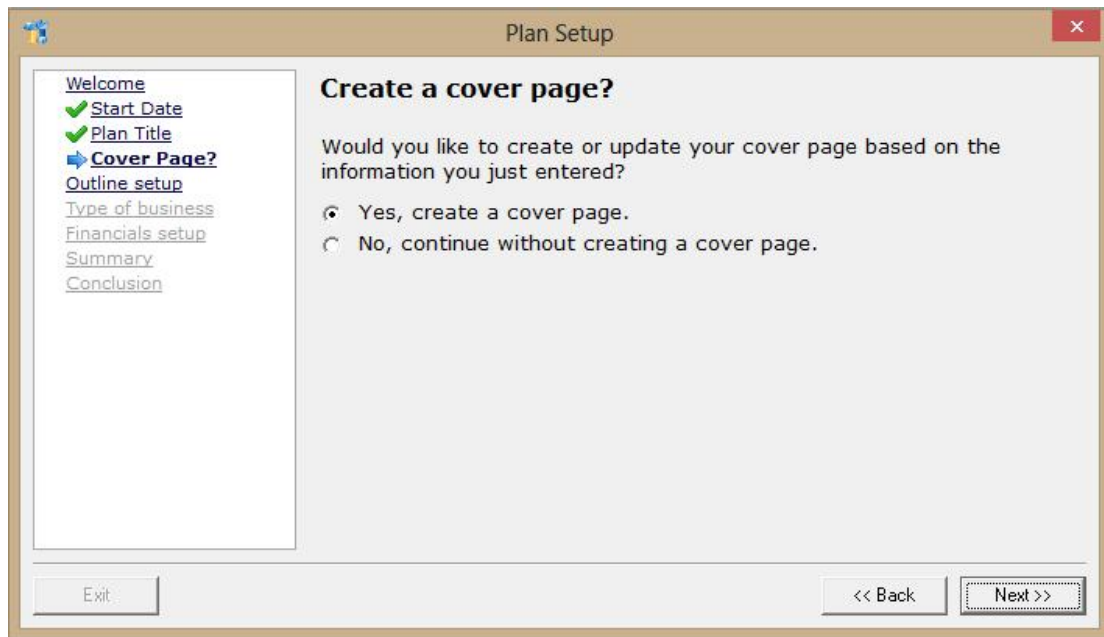 Plan Setup
Welcome
Start Date
Plan Title
Cover Page?
Outline setup
Type of business
Financials setup
Summary
Conclusion
Create a cover page?
Would you like to create or update your cover page based on the
information you just entered?
Yes, create a cover page.
No, continue without creating a cover page.
Exit
<< Back
Next >>